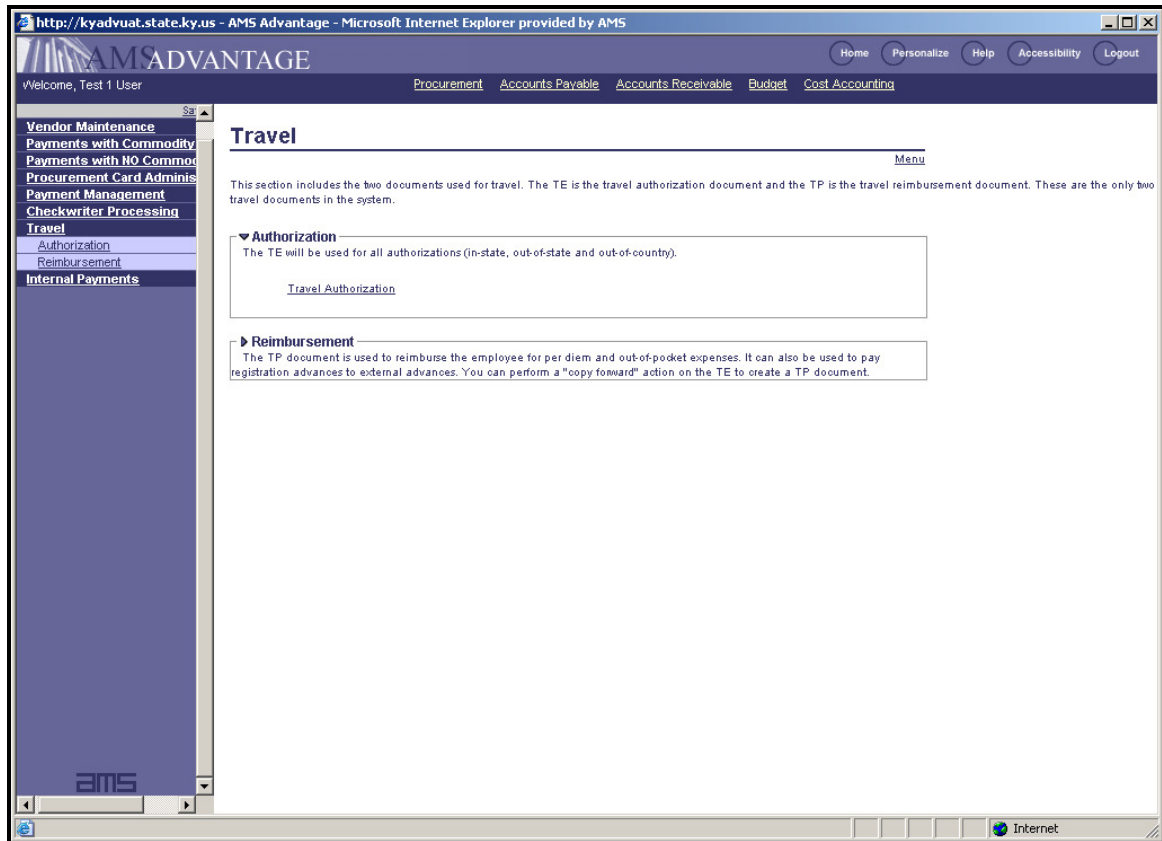 http://kyadvuat.state.ky.us - AMS Advantage - Microsoft Internet Explorer provided by AMS
AMSADVANTAGE
Home Personalize Help Accessibility Logout
Welcome, Test 1 User
Procurement Accounts Payable Accounts Receivable Budget Cost Accounting
Vendor Maintenance
Payments with Commodity
Payments with NO Commod
Procurement Card Adminis
Payment Management
Checkwriter Processing
Travel
Authorization
Reimbursement
Internal Payments
ams
Travel
Menu
This section includes the two documents used for travel. The TE is the travel authorization document and the TP is the travel reimbursement document. These are the only two
travel documents in the system.
Authorization
The TE will be used for all authorizations (in-state, out-of-state and out-of-country).
Travel Authorization
Reimbursement
The TP document is used to reimburse the employee for per diem and out-of-pocket expenses. It can also be used to pay
registration advances to external advances. You can perform a "copy forward" action on the TE to create a TP document.
Internet